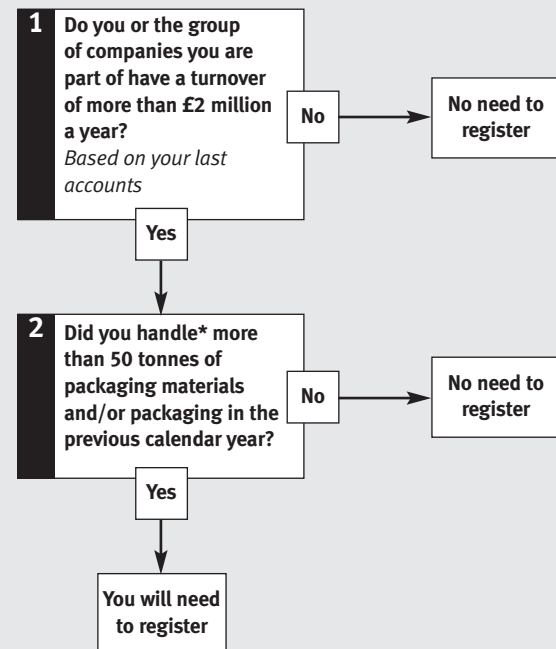 1
Do you or the group
of companies you are
part of have a turnover
of more than £2 million
a year?
Based on your last
accounts
No
No need to
register
Yes
2
Did you handle* more
than 50 tonnes of
packaging materials
and/or packaging in the
previous calendar year?
No
No need to
register
Yes
You will need
to register